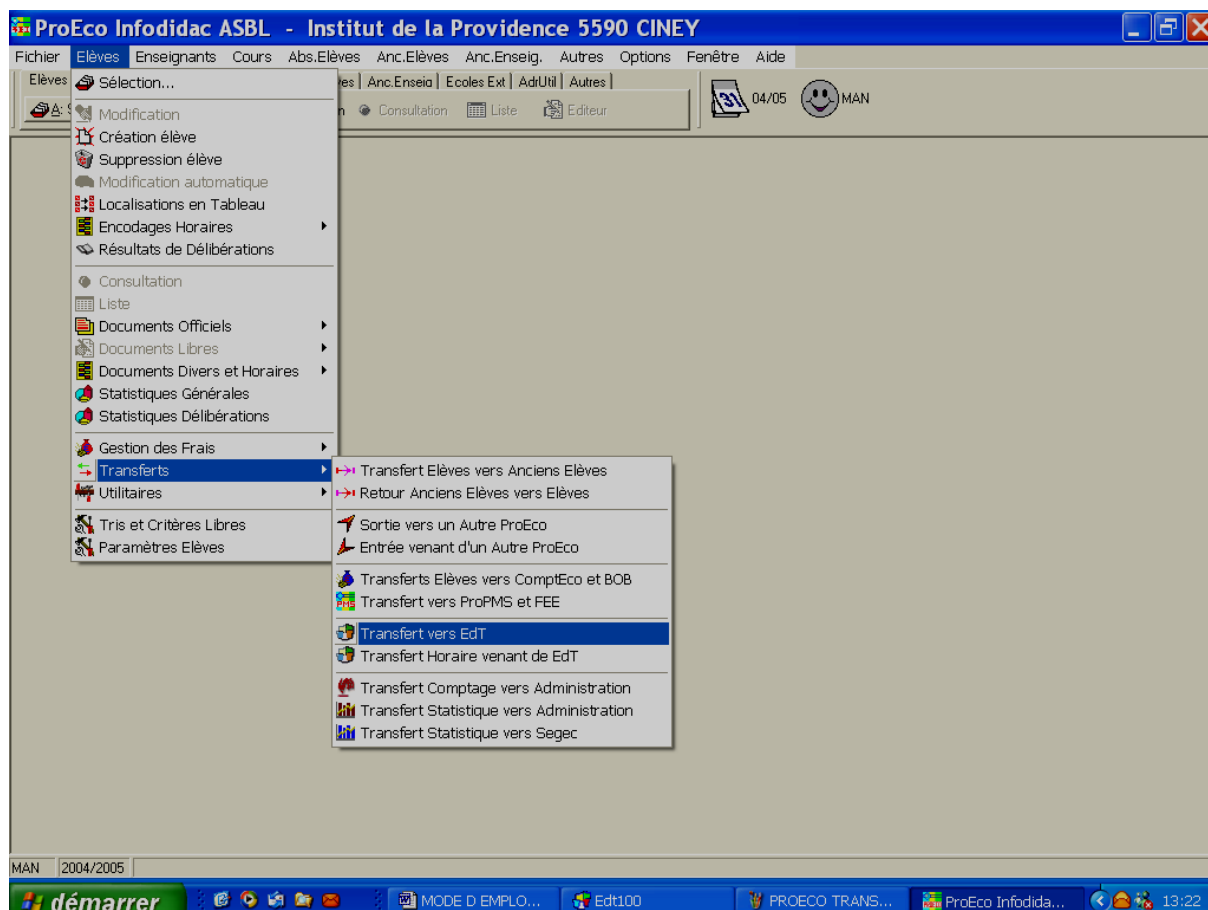 ProEco Infodidac ASBL - Institut de la Providence 5590 CINEY
Fichier Elèves Enseignants Cours Abs.Elèves Anc.Elèves Anc.Enseig. Autres Options Fenêtre Aide
Elèves Anc.Enseig Ecoles Ext AdrUtil Autres
A: Consultation Liste Editeur
31 04/05 MAN
Sélection...
Modification
Création élève
Suppression élève
Modification automatique
Localisations en Tableau
Encodages Horaires
Résultats de Délibérations
Consultation
Liste
Documents Officiels
Documents Libres
Documents Divers et Horaires
Statistiques Générales
Statistiques Délibérations
Gestion des Frais
Transferts
Utilitaires
Tris et Critères Libres
Paramètres Elèves
Transfert Elèves vers Anciens Elèves
Retour Anciens Elèves vers Elèves
Sortie vers un Autre ProEco
Entrée venant d'un Autre ProEco
Transferts Elèves vers ComptEco et BOB
PMS Transfert vers ProPMS et FEE
Transfert vers EdT
Transfert Horaire venant de EdT
Transfert Comptage vers Administration
Transfert Statistique vers Administration
Transfert Statistique vers Segec
MAN 2004/2005
démarrer MODE D EMPLO... Edt100 PROECO TRANS... ProEco Infodida... 13:22